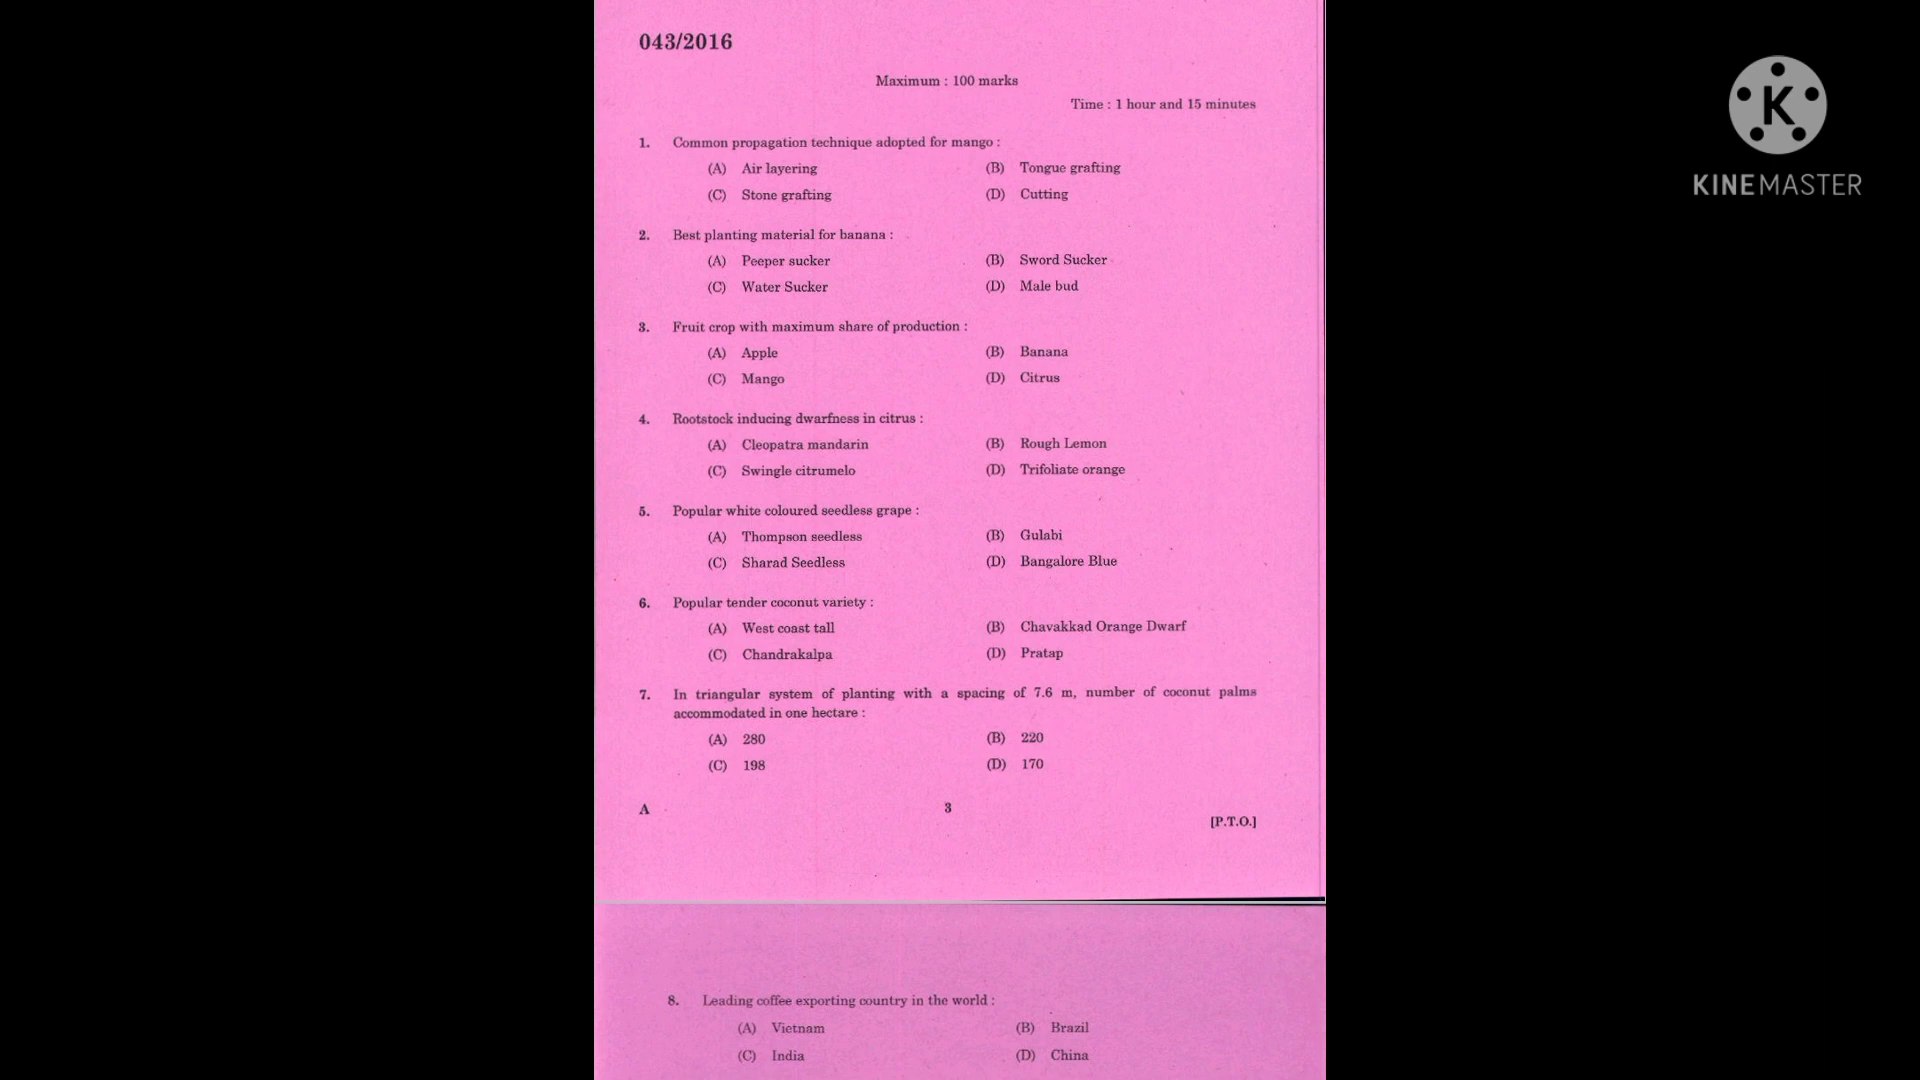 043/2016
Maximum : 100 marks
Time : 1 hour and 15 minutes
1. Common propagation technique adopted for mango :
(A) Air layering (B) Tongue grafting
(C) Stone grafting (D) Cutting
2. Best planting material for banana :
(A) Peeper sucker (B) Sword Sucker
(C) Water Sucker (D) Male bud
3. Fruit crop with maximum share of production :
(A) Apple (B) Banana
(C) Mango (D) Citrus
4. Rootstock inducing dwarfness in citrus :
(A) Cleopatra mandarin (B) Rough Lemon
(C) Swingle citrumelo (D) Trifoliate orange
5. Popular white coloured seedless grape :
(A) Thompson seedless (B) Gulabi
(C) Sharad Seedless (D) Bangalore Blue
6. Popular tender coconut variety :
(A) West coast tall (B) Chavakkad Orange Dwarf
(C) Chandrakalpa (D) Pratap
7. In triangular system of planting with a spacing of 7.6 m, number of coconut palms
accommodated in one hectare :
(A) 280 (B) 220
(C) 198 (D) 170
A 3
[P.T.O.]
8. Leading coffee exporting country in the world :
(A) Vietnam (B) Brazil
(C) India (D) China
K
KINEMASTER